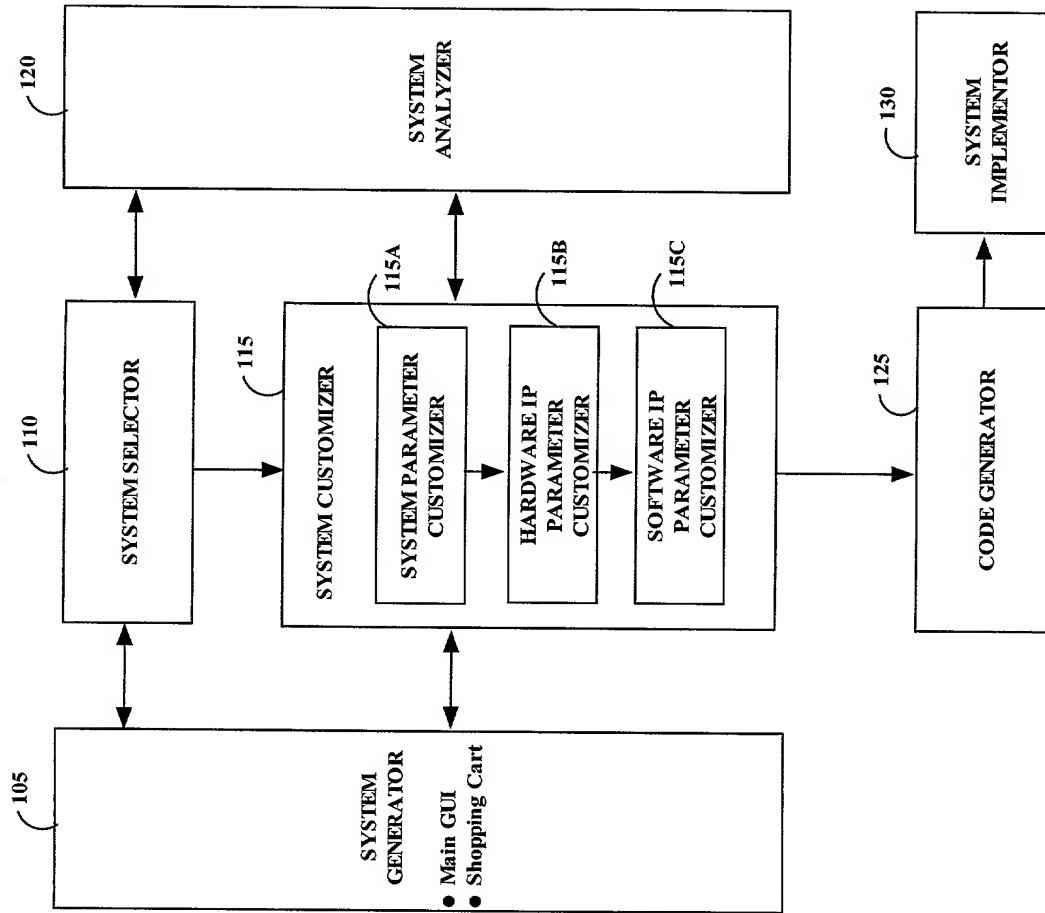 105
SYSTEM
GENERATOR
● Main GUI
● Shopping Cart
110
SYSTEM SELECTOR
115
SYSTEM CUSTOMIZER
115A
SYSTEM PARAMETER
CUSTOMIZER
115B
HARDWARE IP
PARAMETER
CUSTOMIZER
115C
SOFTWARE IP
PARAMETER
CUSTOMIZER
120
SYSTEM
ANALYZER
125
CODE GENERATOR
130
SYSTEM
IMPLEMENTOR